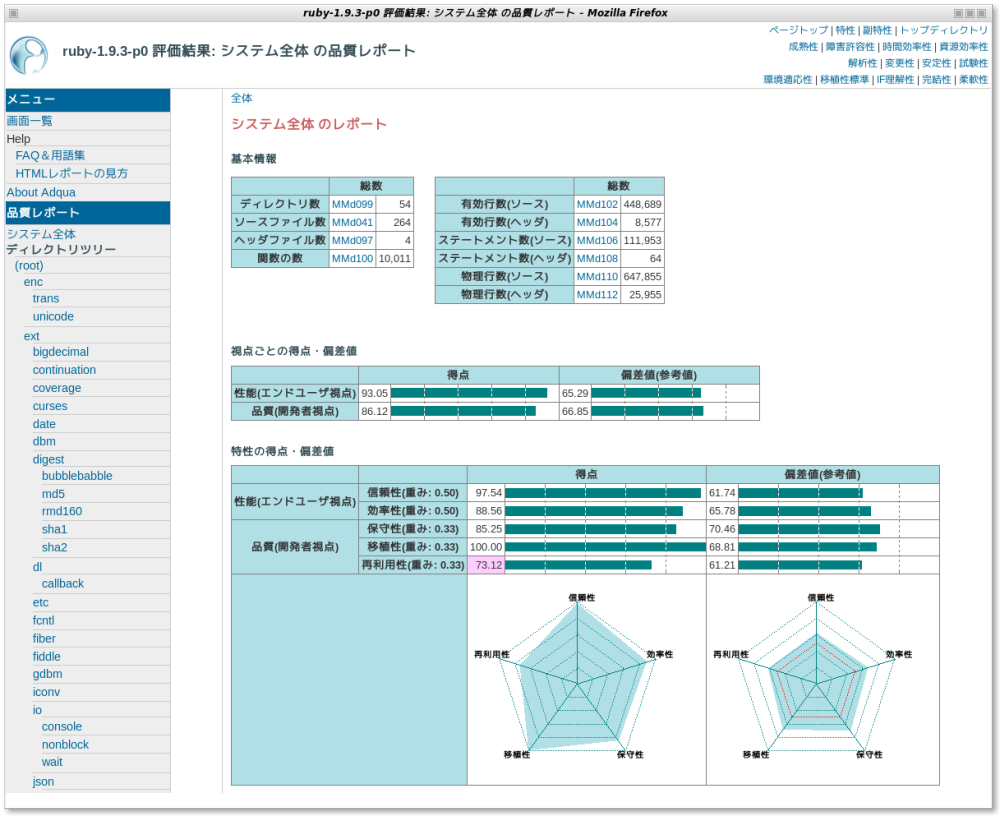 ruby-1.9.3-p0 評価結果: システム全体 の品質レポート - Mozilla Firefox
ruby-1.9.3-p0 評価結果: システム全体 の品質レポート
ページトップ | 特性 | 副特性 | トップディレクトリ
成熟性 | 障害許容性 | 時間効率性 | 資源効率性
解析性 | 変更性 | 安定性 | 試験性
環境適応性 | 移植性標準 | IF理解性 | 完結性 | 柔軟性
メニュー
画面一覧
Help
FAQ＆用語集
HTMLレポートの見方
About Adqua
品質レポート
システム全体
ディレクトリツリー
(root)
enc
trans
unicode
ext
bigdecimal
continuation
coverage
curses
date
dbm
digest
bubblebabble
md5
rmd160
sha1
sha2
dl
callback
etc
fcntl
fiber
fiddle
gdbm
iconv
io
console
nonblock
wait
json
全体
システム全体 のレポート
基本情報
総数
ディレクトリ数 MMd099 54
ソースファイル数 MMd041 264
ヘッダファイル数 MMd097 4
関数の数 MMd100 10,011
総数
有効行数(ソース) MMd102 448,689
有効行数(ヘッダ) MMd104 8,577
ステートメント数(ソース) MMd106 111,953
ステートメント数(ヘッダ) MMd108 64
物理行数(ソース) MMd110 647,855
物理行数(ヘッダ) MMd112 25,955
視点ごとの得点・偏差値
得点 偏差値(参考値)
性能(エンドユーザ視点) 93.05 65.29
品質(開発者視点) 86.12 66.85
特性の得点・偏差値
得点 偏差値(参考値)
性能(エンドユーザ視点) 信頼性(重み: 0.50) 97.54 61.74
効率性(重み: 0.50) 88.56 65.78
品質(開発者視点) 保守性(重み: 0.33) 85.25 70.46
移植性(重み: 0.33) 100.00 68.81
再利用性(重み: 0.33) 73.12 61.21
信頼性 信頼性
再利用性 効率性 再利用性 効率性
移植性 保守性 移植性 保守性